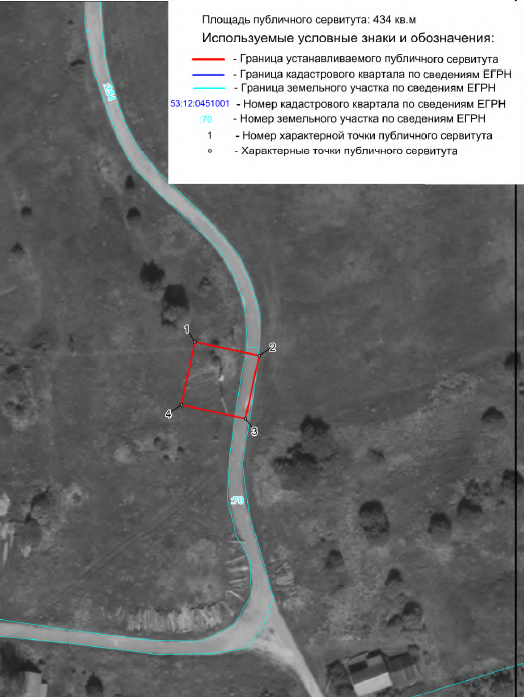 Площадь публичного сервитута: 434 кв.м
Используемые условные знаки и обозначения:
- Граница устанавливаемого публичного сервитута
- Граница кадастрового квартала по сведениям ЕГРН
- Граница земельного участка по сведениям ЕГРН
53:12:0451001 - Номер кадастрового квартала по сведениям ЕГРН
:70 - Номер земельного участка по сведениям ЕГРН
1 - Номер характерной точки публичного сервитута
- Характерные точки публичного сервитута
1
2
4
3
:70